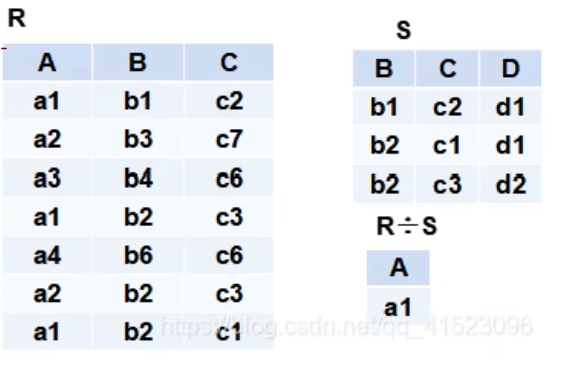 R
A B C
a1 b1 c2
a2 b3 c7
a3 b4 c6
a1 b2 c3
a4 b6 c6
a2 b2 c3
a1 b2 c1
S
B C D
b1 c2 d1
b2 c1 d1
b2 c3 d2
R÷S
A
a1
https://blog.csdn.net/qq_41523096